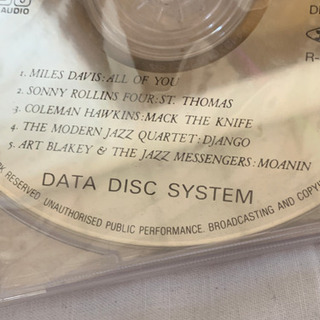 AUDIO
R-
1. MILES DAVIS:ALL OF YOU
2. SONNY ROLLINS FOUR:ST. THOMAS
3. COLEMAN HAWKINS:MACK THE KNIFE
4. THE MODERN JAZZ QUARTET:DJANGO
5. ART BLAKEY & THE JAZZ MESSENGERS:MOANIN
DATA DISC SYSTEM
RESERVED UNAUTHORISED PUBLIC PERFORMANCE. BROADCASTING AND COPY